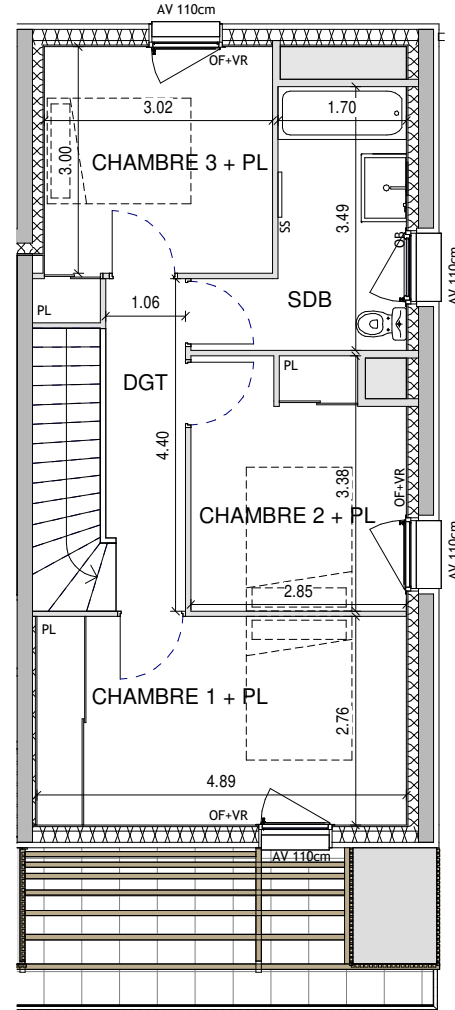 AV 110cm
OF+VR
3.02
1.70
3.00
CHAMBRE 3 + PL
3.49
SS
OB
AV 110cm
PL
1.06
SDB
DGT
PL
4.40
3.38
OF+VR
CHAMBRE 2 + PL
AV 110cm
2.85
PL
CHAMBRE 1 + PL
2.76
4.89
OF+VR
AV 110cm